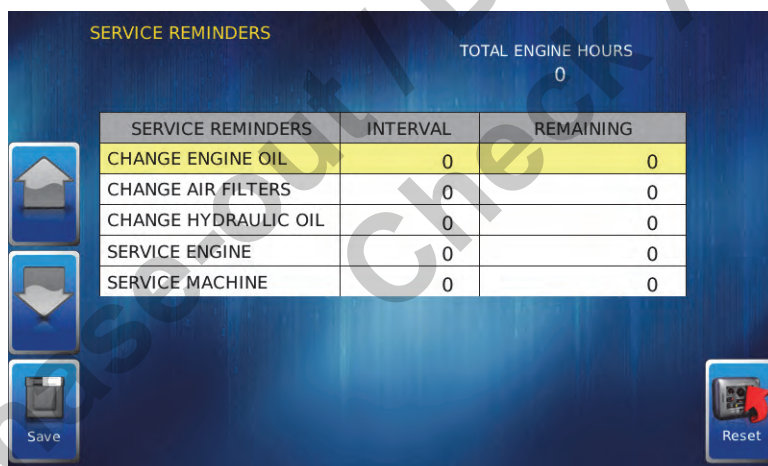 SERVICE REMINDERS
TOTAL ENGINE HOURS
0
SERVICE REMINDERS INTERVAL REMAINING
CHANGE ENGINE OIL 0 0
CHANGE AIR FILTERS 0 0
CHANGE HYDRAULIC OIL 0 0
SERVICE ENGINE 0 0
SERVICE MACHINE 0 0
Save
Reset
Check